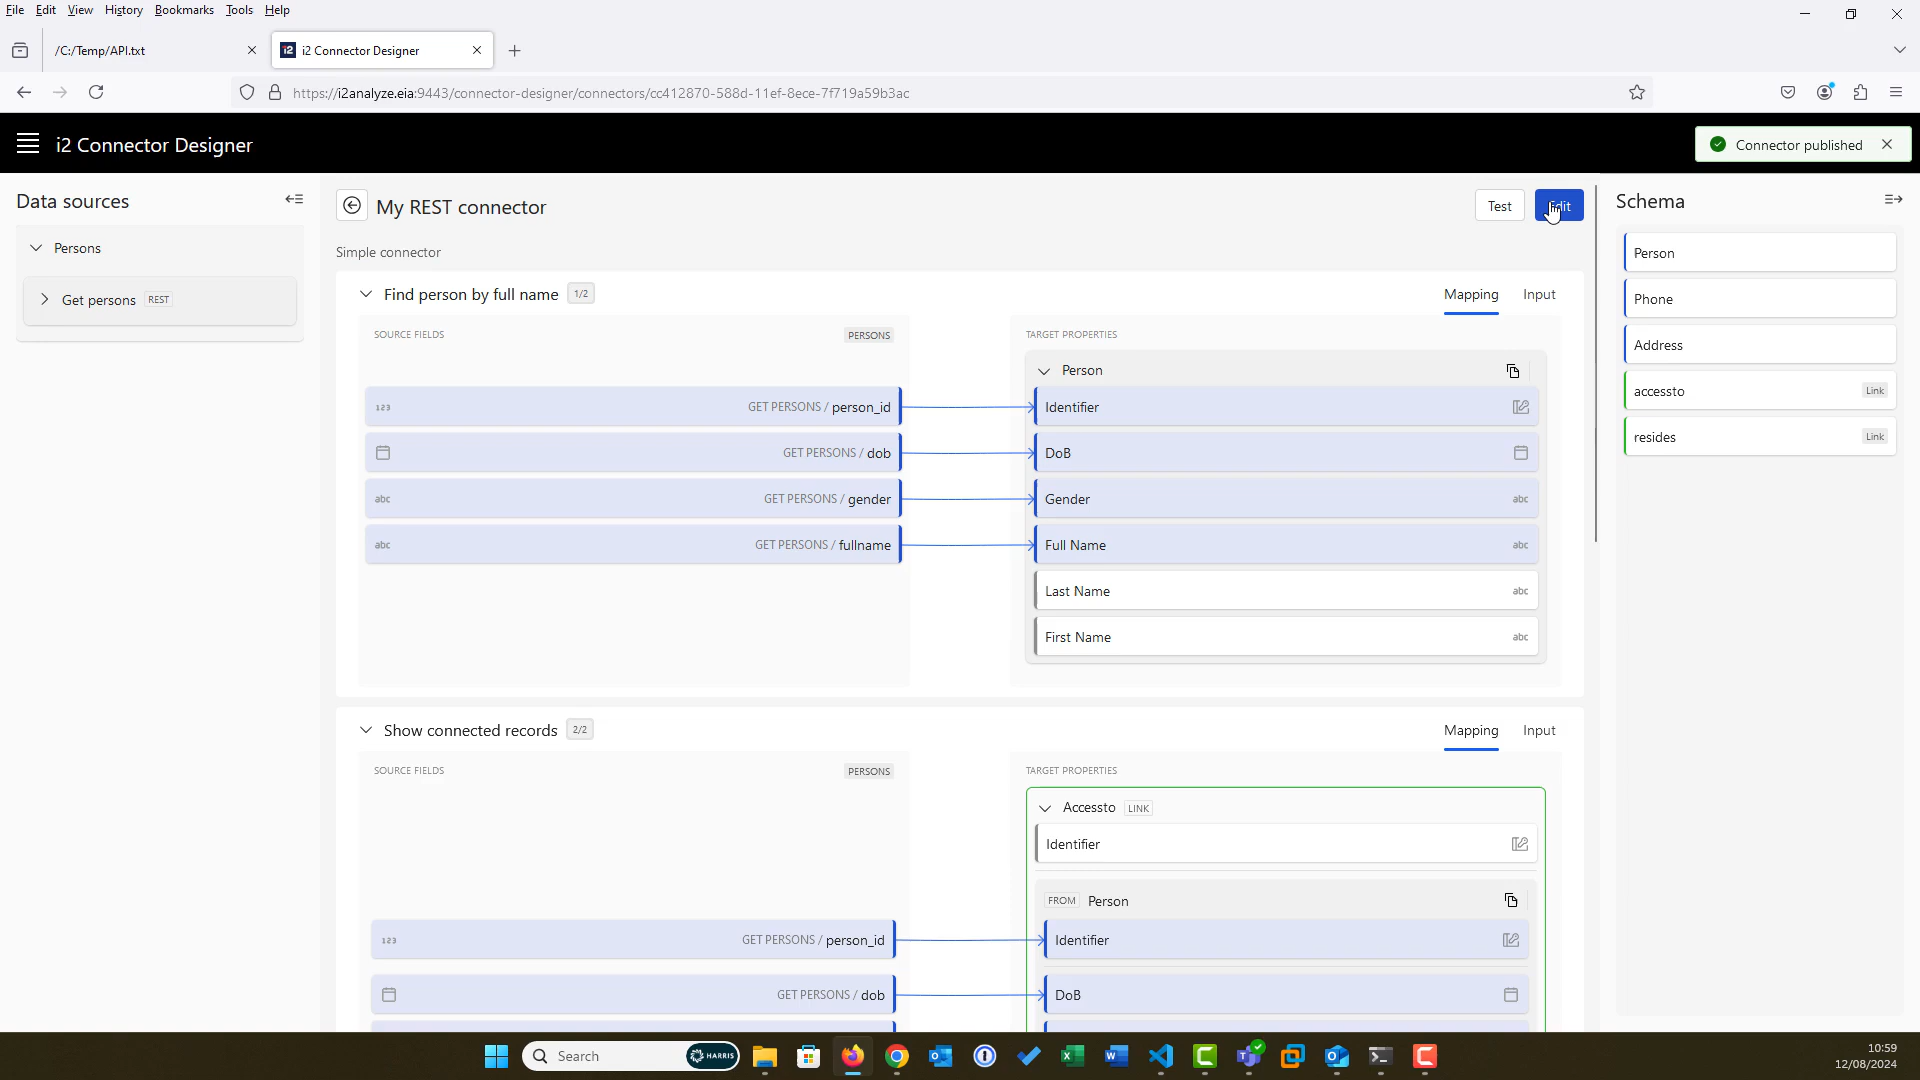 File Edit View History Bookmarks Tools Help
/C:/Temp/API.txt
i2 i2 Connector Designer
https://i2analyze.eia:9443/connector-designer/connectors/cc412870-588d-11ef-8ece-7f719a59b3ac
i2 Connector Designer
Connector published
Data sources
Persons
Get persons REST
My REST connector
Test
Simple connector
Find person by full name 1/2
Mapping Input
SOURCE FIELDS PERSONS
TARGET PROPERTIES
Person
123 GET PERSONS / person_id
Identifier
GET PERSONS / dob
DoB
abc GET PERSONS / gender
Gender abc
abc GET PERSONS / fullname
Full Name abc
Last Name abc
First Name abc
Show connected records 2/2
Mapping Input
SOURCE FIELDS PERSONS
TARGET PROPERTIES
Accessto LINK
Identifier
FROM Person
123 GET PERSONS / person_id
Identifier
GET PERSONS / dob
DoB
Schema
Person
Phone
Address
accessto Link
resides Link
Search HARRIS
10:59
12/08/2024